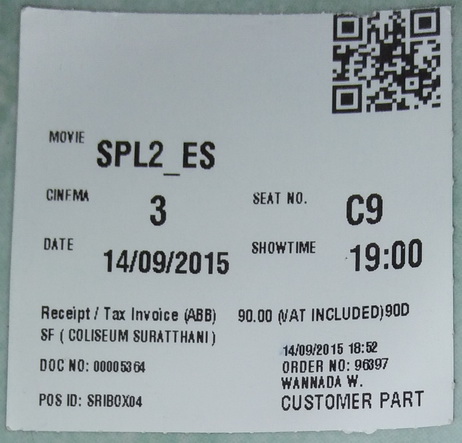 MOVIE SPL2_ES
CINEMA 3 SEAT NO. C9
DATE 14/09/2015 SHOWTIME 19:00
Receipt / Tax Invoice (ABB) 90.00 (VAT INCLUDED)90D
SF ( COLISEUM SURATTHANI )
14/09/2015 18:52
DOC NO: 00005364 ORDER NO: 96397
WANNADA W.
POS ID: SRIBOX04 CUSTOMER PART